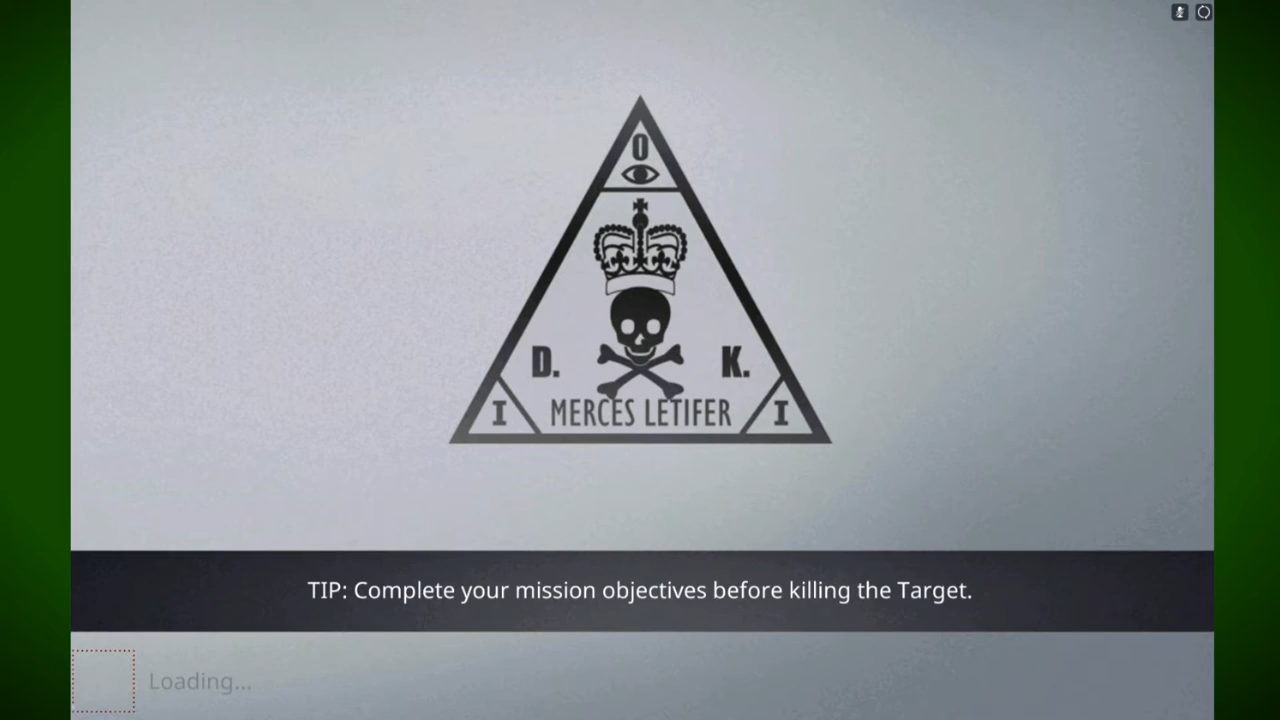 O
D. K.
I MERCES LETIFER I
TIP: Complete your mission objectives before killing the Target.
Loading...